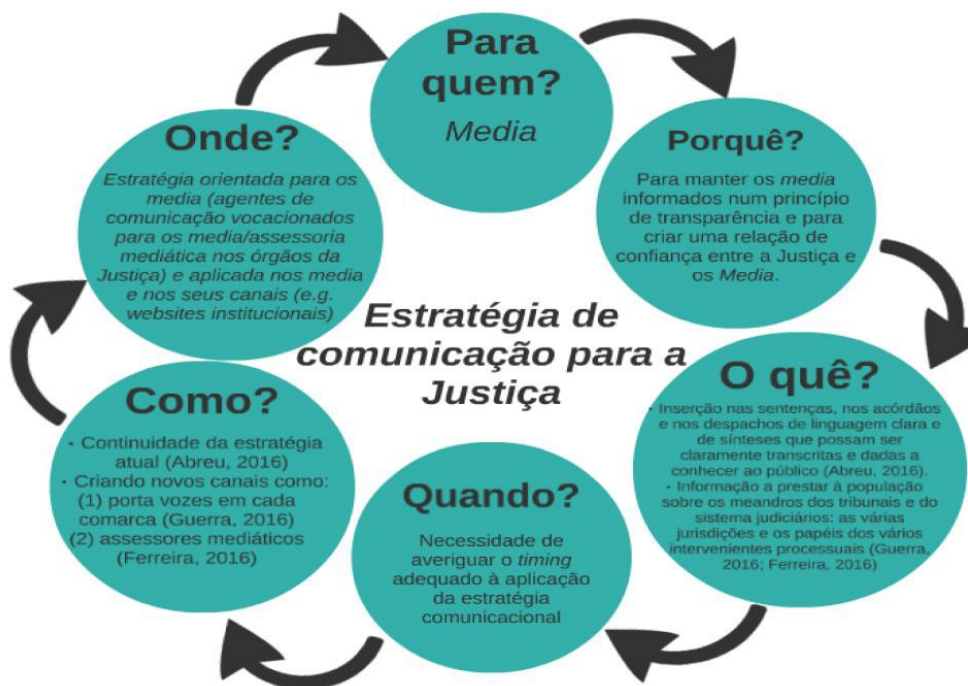 Para
quem?
Media
Porquê?
Para manter os media
informados num princípio
de transparência e para
criar uma relação de
confiança entre a Justiça e
os Media.
O quê?
• Inserção nas sentenças, nos acórdãos
e nos despachos de linguagem clara e
de sínteses que possam ser
claramente transcritas e dadas a
conhecer ao público (Abreu, 2016).
• Informação a prestar à população
sobre os meandros dos tribunais e do
sistema judiciários: as várias
jurisdições e os papéis dos vários
intervenientes processuais (Guerra,
2016; Ferreira, 2016)
Quando?
Necessidade de
averiguar o timing
adequado à aplicação
da estratégia
comunicacional
Como?
• Continuidade da estratégia
atual (Abreu, 2016)
• Criando novos canais como:
(1) porta vozes em cada
comarca (Guerra, 2016)
(2) assessores mediáticos
(Ferreira, 2016)
Onde?
Estratégia orientada para os
media (agentes de
comunicação vocacionados
para os media/assessoria
mediática nos órgãos da
Justiça) e aplicada nos media
e nos seus canais (e.g.
websites institucionais)
Estratégia de
comunicação para a
Justiça